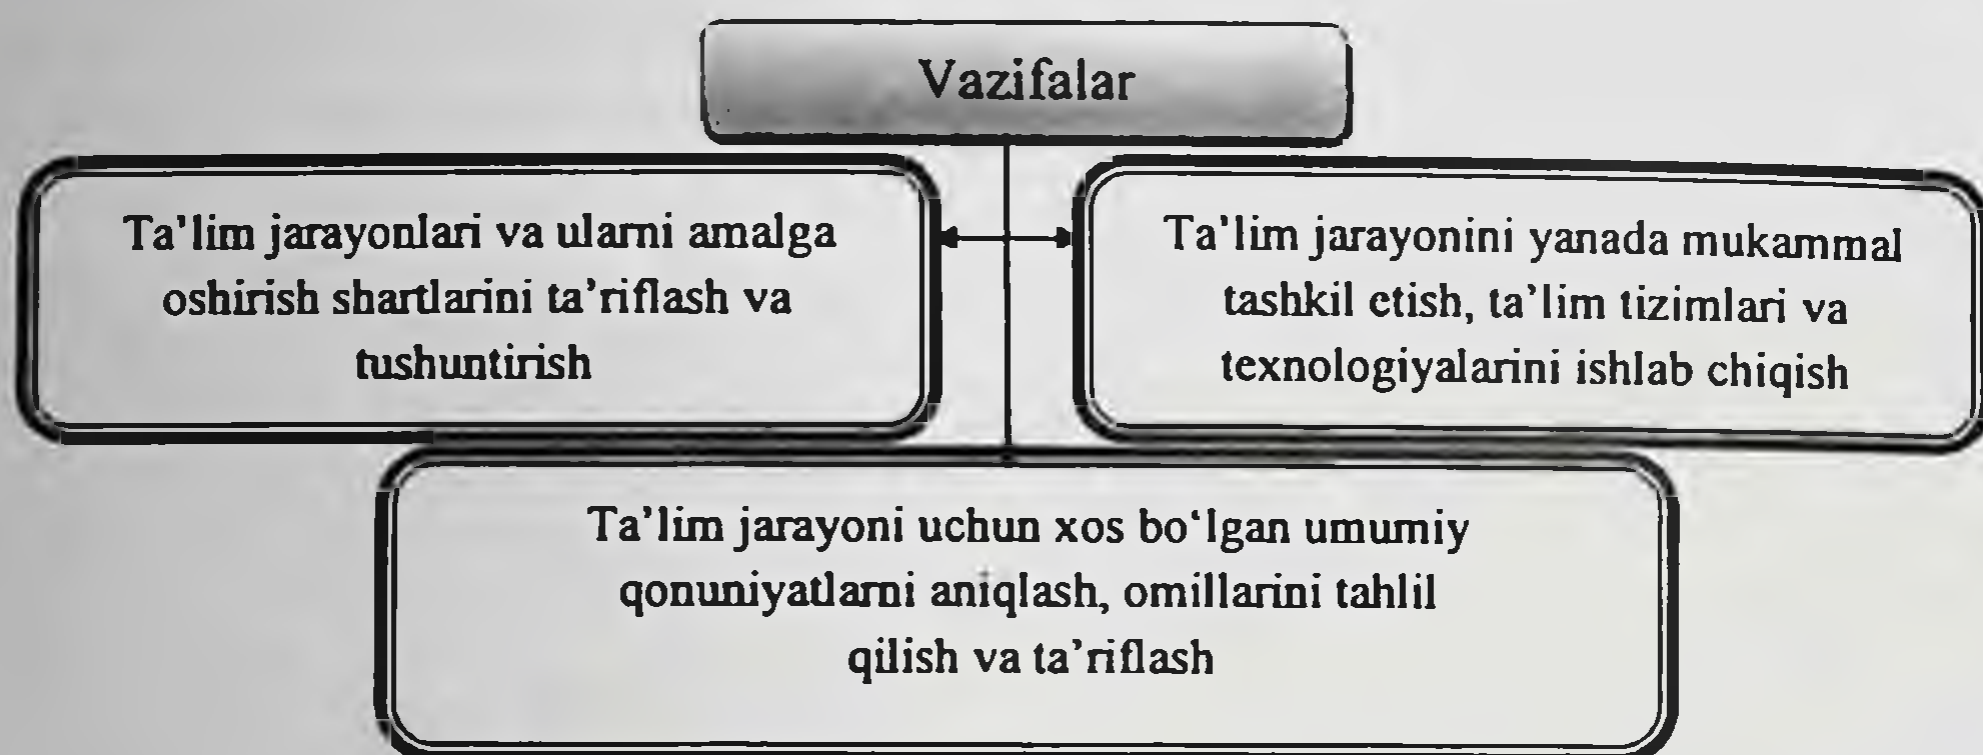 Vazifalar
Ta’lim jarayonlari va ularni amalga
oshirish shartlarini ta’riflash va
tushuntirish
Ta’lim jarayonini yanada mukammal
tashkil etish, ta’lim tizimlari va
texnologiyalarini ishlab chiqish
Ta’lim jarayoni uchun xos bo‘lgan umumiy
qonuniyatlarni aniqlash, omillarini tahlil
qilish va ta’riflash